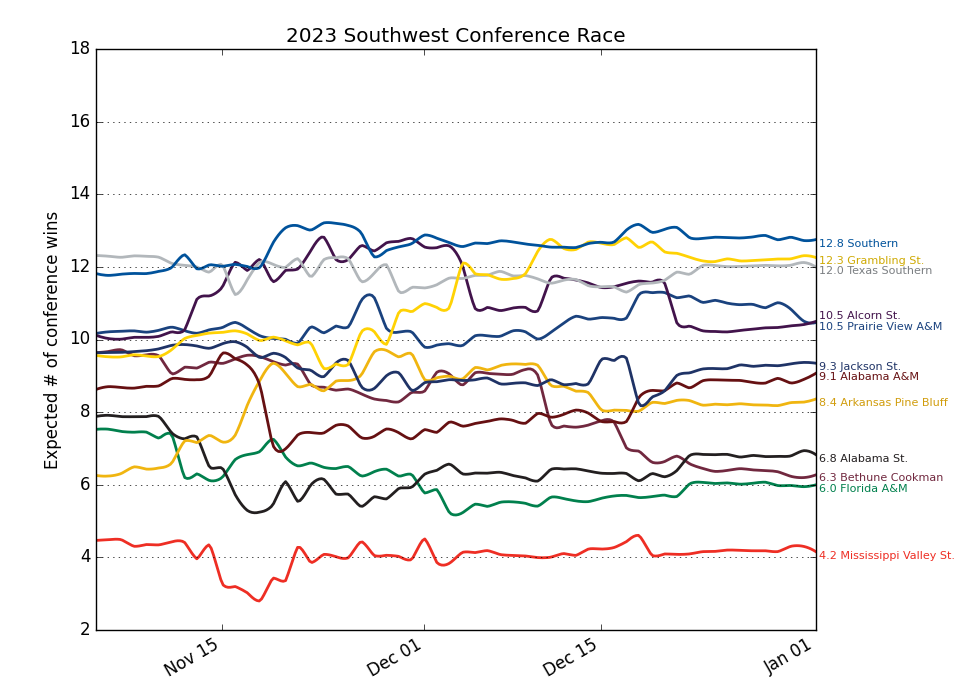 2023 Southwest Conference Race
Expected # of conference wins
18
16
14
12
10
8
6
4
2
Nov 15
Dec 01
Dec 15
Jan 01
12.8 Southern
12.3 Grambling St.
12.0 Texas Southern
10.5 Alcorn St.
10.5 Prairie View A&M
9.3 Jackson St.
9.1 Alabama A&M
8.4 Arkansas Pine Bluff
6.8 Alabama St.
6.3 Bethune Cookman
6.0 Florida A&M
4.2 Mississippi Valley St.